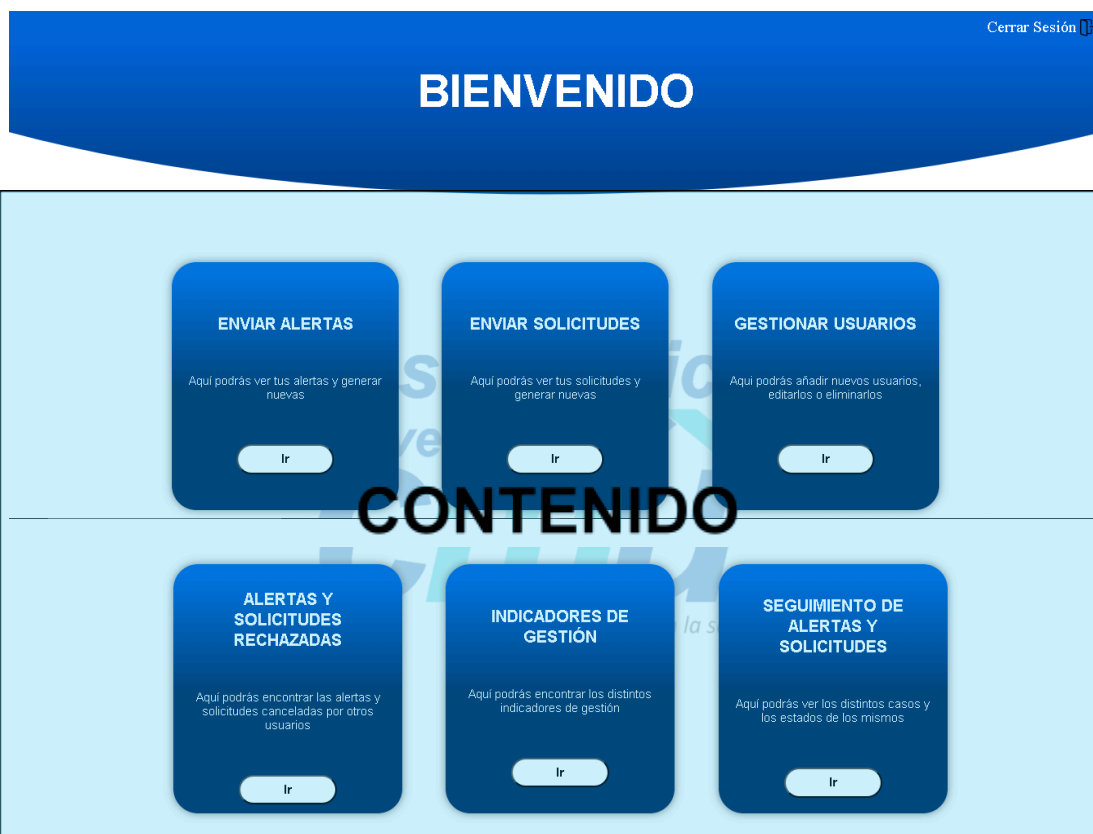 Cerrar Sesión
BIENVENIDO
ENVIAR ALERTAS
Aquí podrás ver tus alertas y generar
nuevas
Ir
ENVIAR SOLICITUDES
Aquí podrás ver tus solicitudes y
generar nuevas
Ir
GESTIONAR USUARIOS
Aqui podrás añadir nuevos usuarios,
editarlos o eliminarlos
Ir
CONTENIDO
ALERTAS Y
SOLICITUDES
RECHAZADAS
Aquí podrás encontrar las alertas y
solicitudes canceladas por otros
usuarios
Ir
INDICADORES DE
GESTIÓN
Aquí podrás encontrar los distintos
indicadores de gestión
Ir
la
SEGUIMIENTO DE
ALERTAS Y
SOLICITUDES
Aquí podrás ver los distintos casos y
los estados de los mismos
Ir